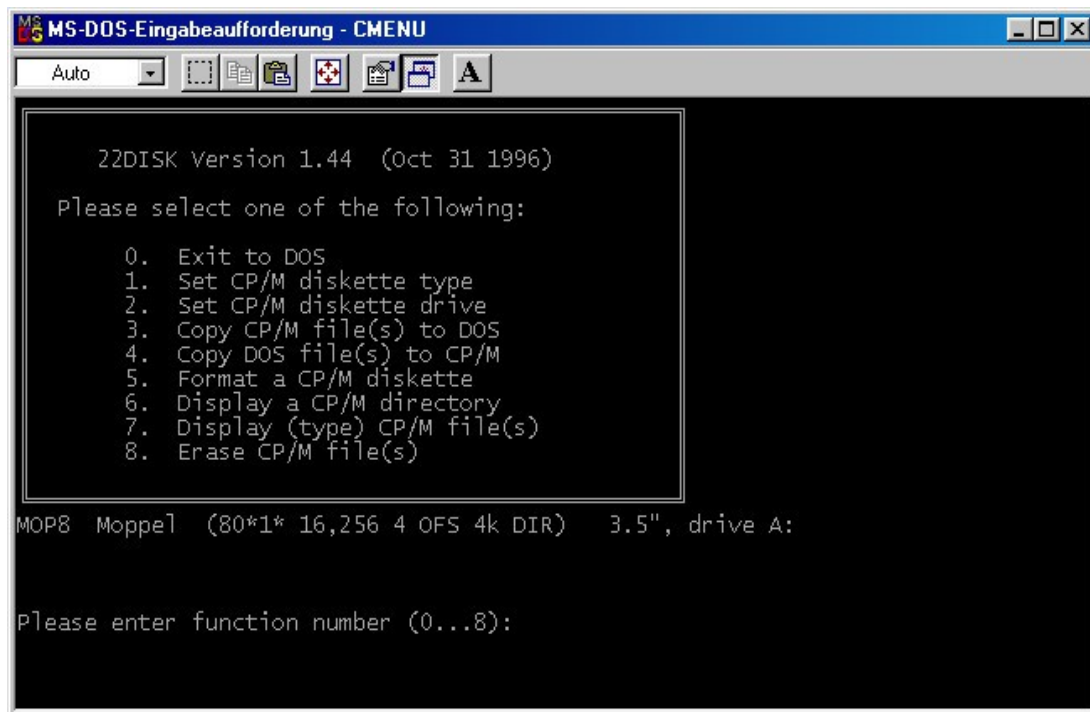 MS-DOS-Eingabeaufforderung - CMENU
Auto
A
22DISK Version 1.44 (Oct 31 1996)
Please select one of the following:
0. Exit to DOS
1. Set CP/M diskette type
2. Set CP/M diskette drive
3. Copy CP/M file(s) to DOS
4. Copy DOS file(s) to CP/M
5. Format a CP/M diskette
6. Display a CP/M directory
7. Display (type) CP/M file(s)
8. Erase CP/M file(s)
MOP8 Moppel (80*1* 16,256 4 OFS 4k DIR) 3.5", drive A:
Please enter function number (0...8):